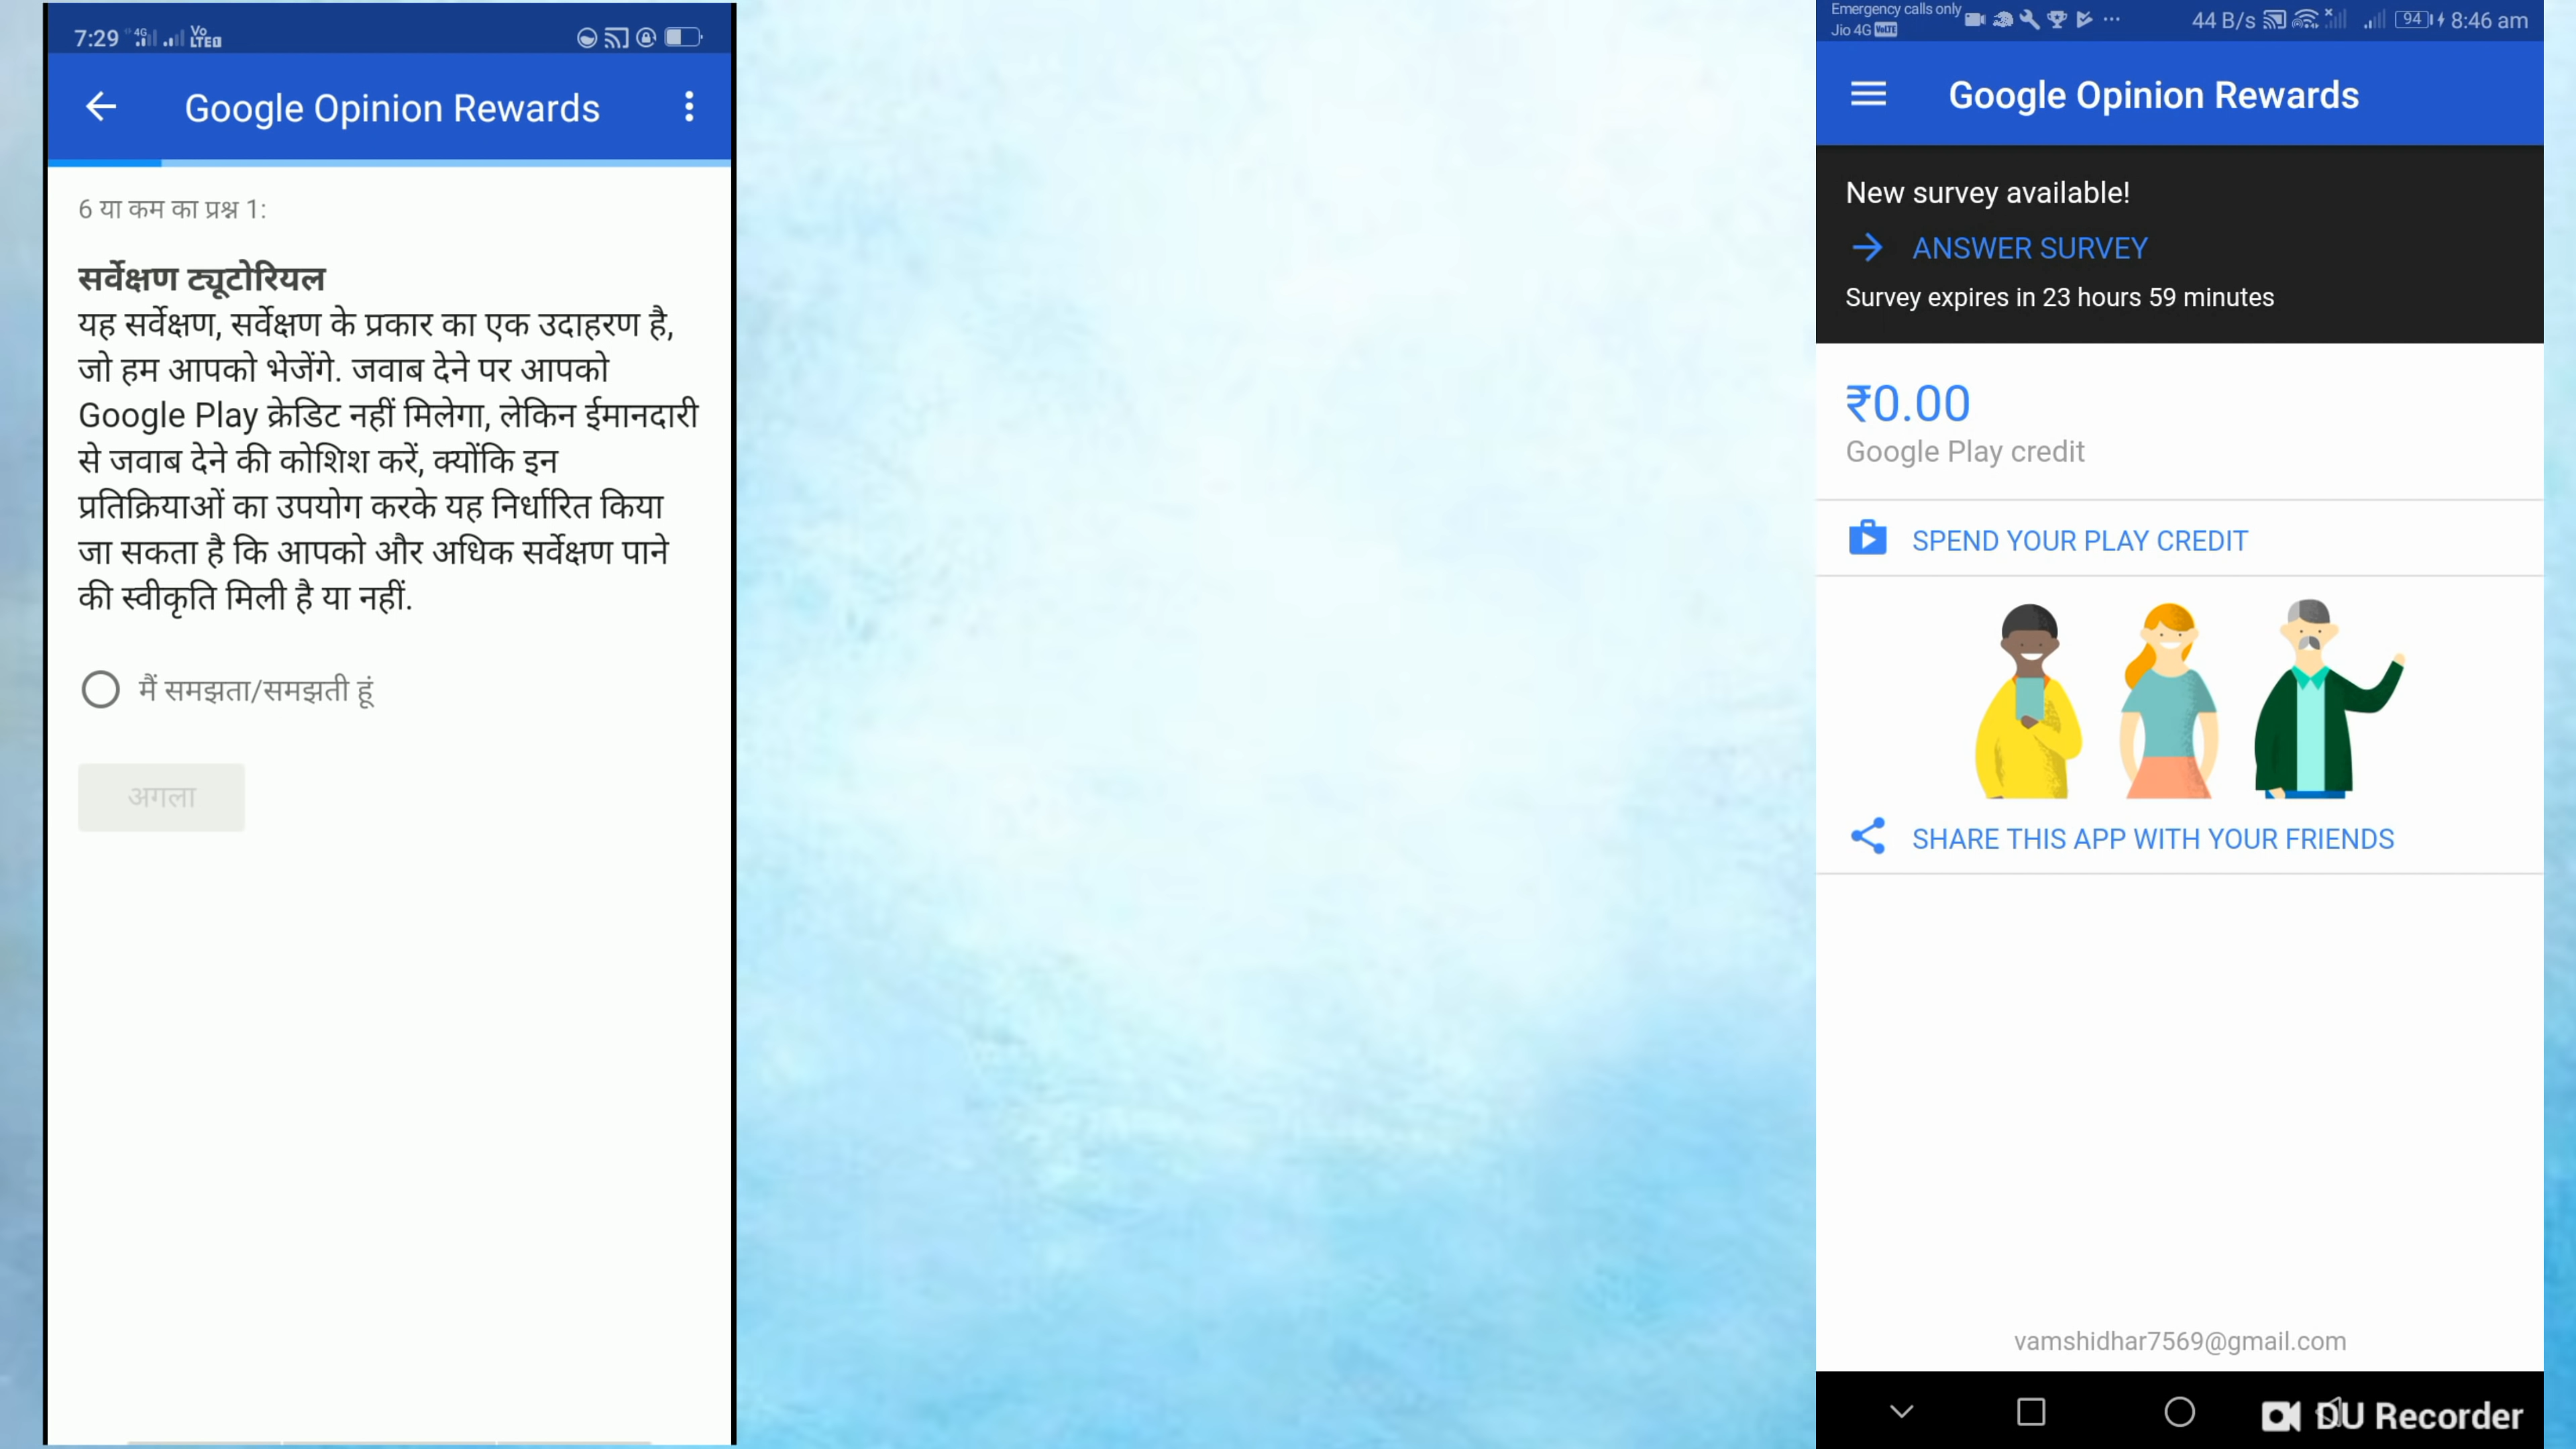 7:29 4G Vo LTE
Google Opinion Rewards
6 या कम का प्रश्न 1:
सर्वेक्षण ट्यूटोरियल
यह सर्वेक्षण, सर्वेक्षण के प्रकार का एक उदाहरण है,
जो हम आपको भेजेंगे. जवाब देने पर आपको
Google Play क्रेडिट नहीं मिलेगा, लेकिन ईमानदारी
से जवाब देने की कोशिश करें, क्योंकि इन
प्रतिक्रियाओं का उपयोग करके यह निर्धारित किया
जा सकता है कि आपको और अधिक सर्वेक्षण पाने
की स्वीकृति मिली है या नहीं.
मैं समझता/समझती हूं
अगला
Emergency calls only
Jio 4G VoLTE
44 B/s 94 8:46 am
Google Opinion Rewards
New survey available!
ANSWER SURVEY
Survey expires in 23 hours 59 minutes
₹0.00
Google Play credit
SPEND YOUR PLAY CREDIT
SHARE THIS APP WITH YOUR FRIENDS
vamshidhar7569@gmail.com
DU Recorder